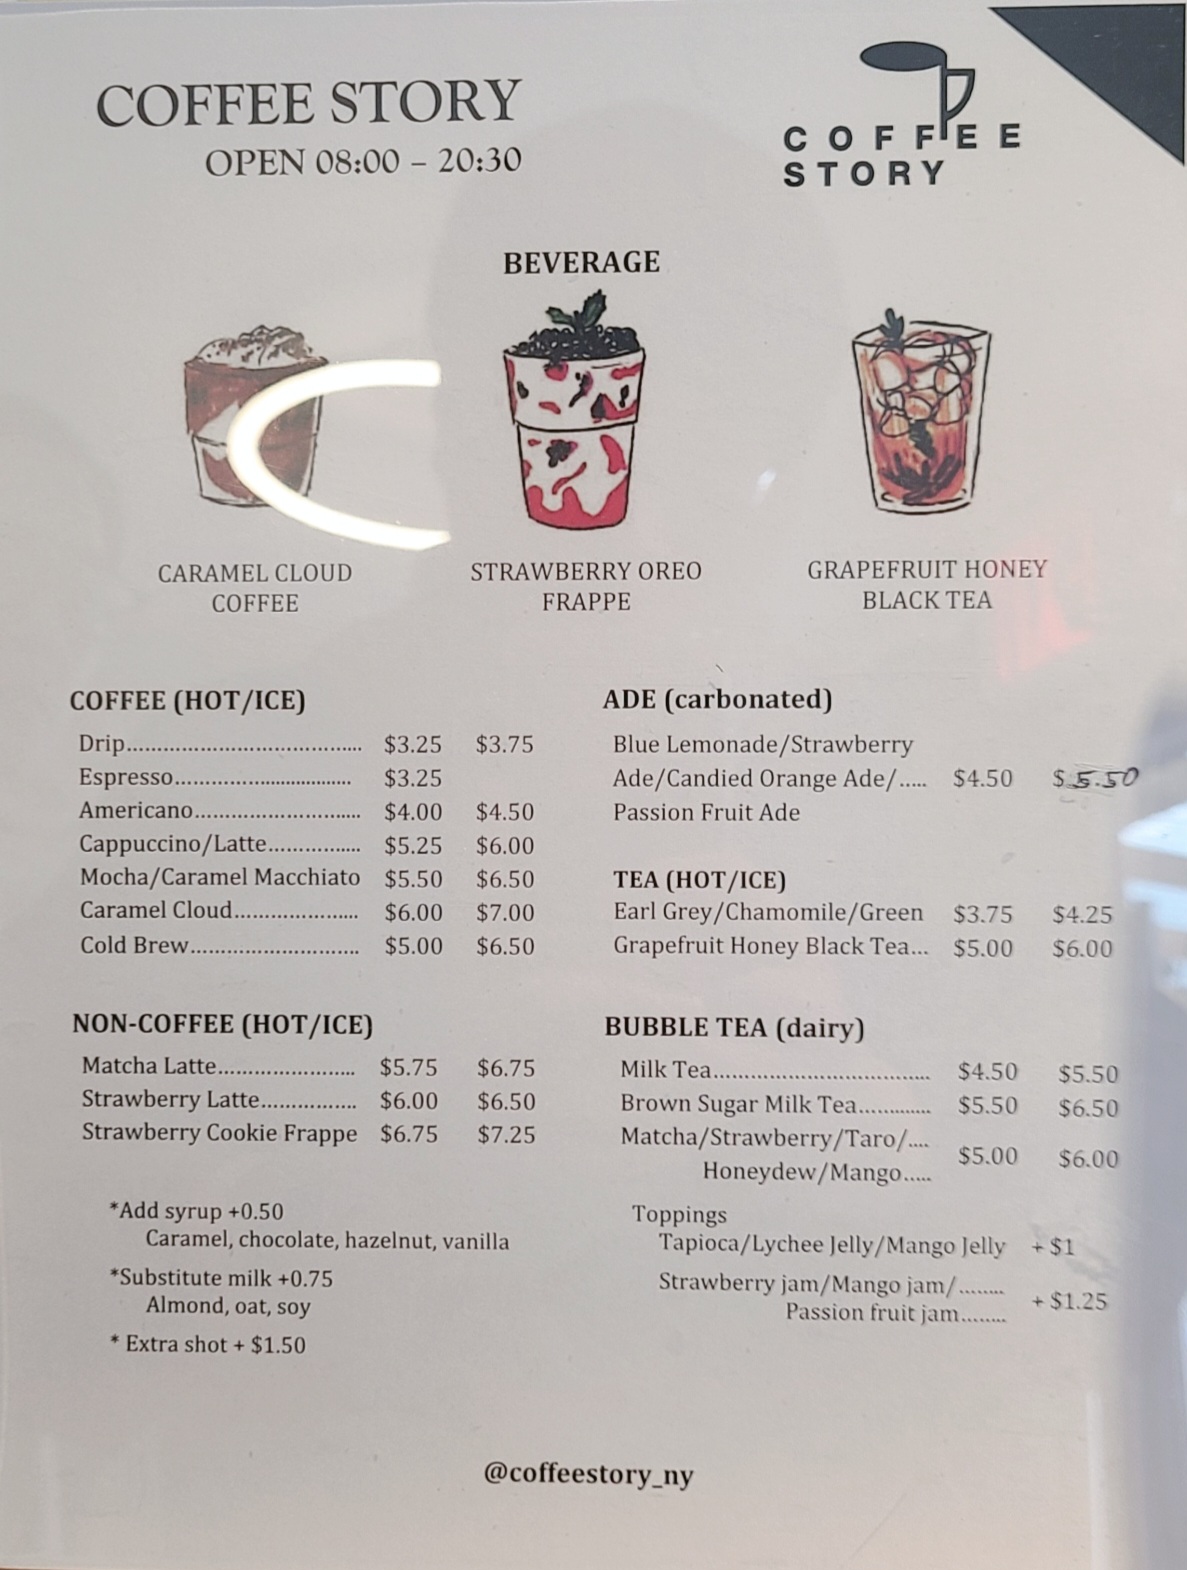 COFFEE STORY
OPEN 08:00 – 20:30
COFFEE
STORY
BEVERAGE
CARAMEL CLOUD
COFFEE
STRAWBERRY OREO
FRAPPE
GRAPEFRUIT HONEY
BLACK TEA
COFFEE (HOT/ICE)
Drip..................................... $3.25 $3.75
Espresso.................................. $3.25
Americano........................... $4.00 $4.50
Cappuccino/Latte............... $5.25 $6.00
Mocha/Caramel Macchiato $5.50 $6.50
Caramel Cloud.................... $6.00 $7.00
Cold Brew........................... $5.00 $6.50
NON-COFFEE (HOT/ICE)
Matcha Latte...................... $5.75 $6.75
Strawberry Latte................ $6.00 $6.50
Strawberry Cookie Frappe $6.75 $7.25
*Add syrup +0.50
Caramel, chocolate, hazelnut, vanilla
*Substitute milk +0.75
Almond, oat, soy
* Extra shot + $1.50
ADE (carbonated)
Blue Lemonade/Strawberry
Ade/Candied Orange Ade/..... $4.50 $5.50
Passion Fruit Ade
TEA (HOT/ICE)
Earl Grey/Chamomile/Green $3.75 $4.25
Grapefruit Honey Black Tea... $5.00 $6.00
BUBBLE TEA (dairy)
Milk Tea................................... $4.50 $5.50
Brown Sugar Milk Tea............. $5.50 $6.50
Matcha/Strawberry/Taro/....
Honeydew/Mango..... $5.00 $6.00
Toppings
Tapioca/Lychee Jelly/Mango Jelly + $1
Strawberry jam/Mango jam/........
Passion fruit jam........ + $1.25
@coffeestory_ny